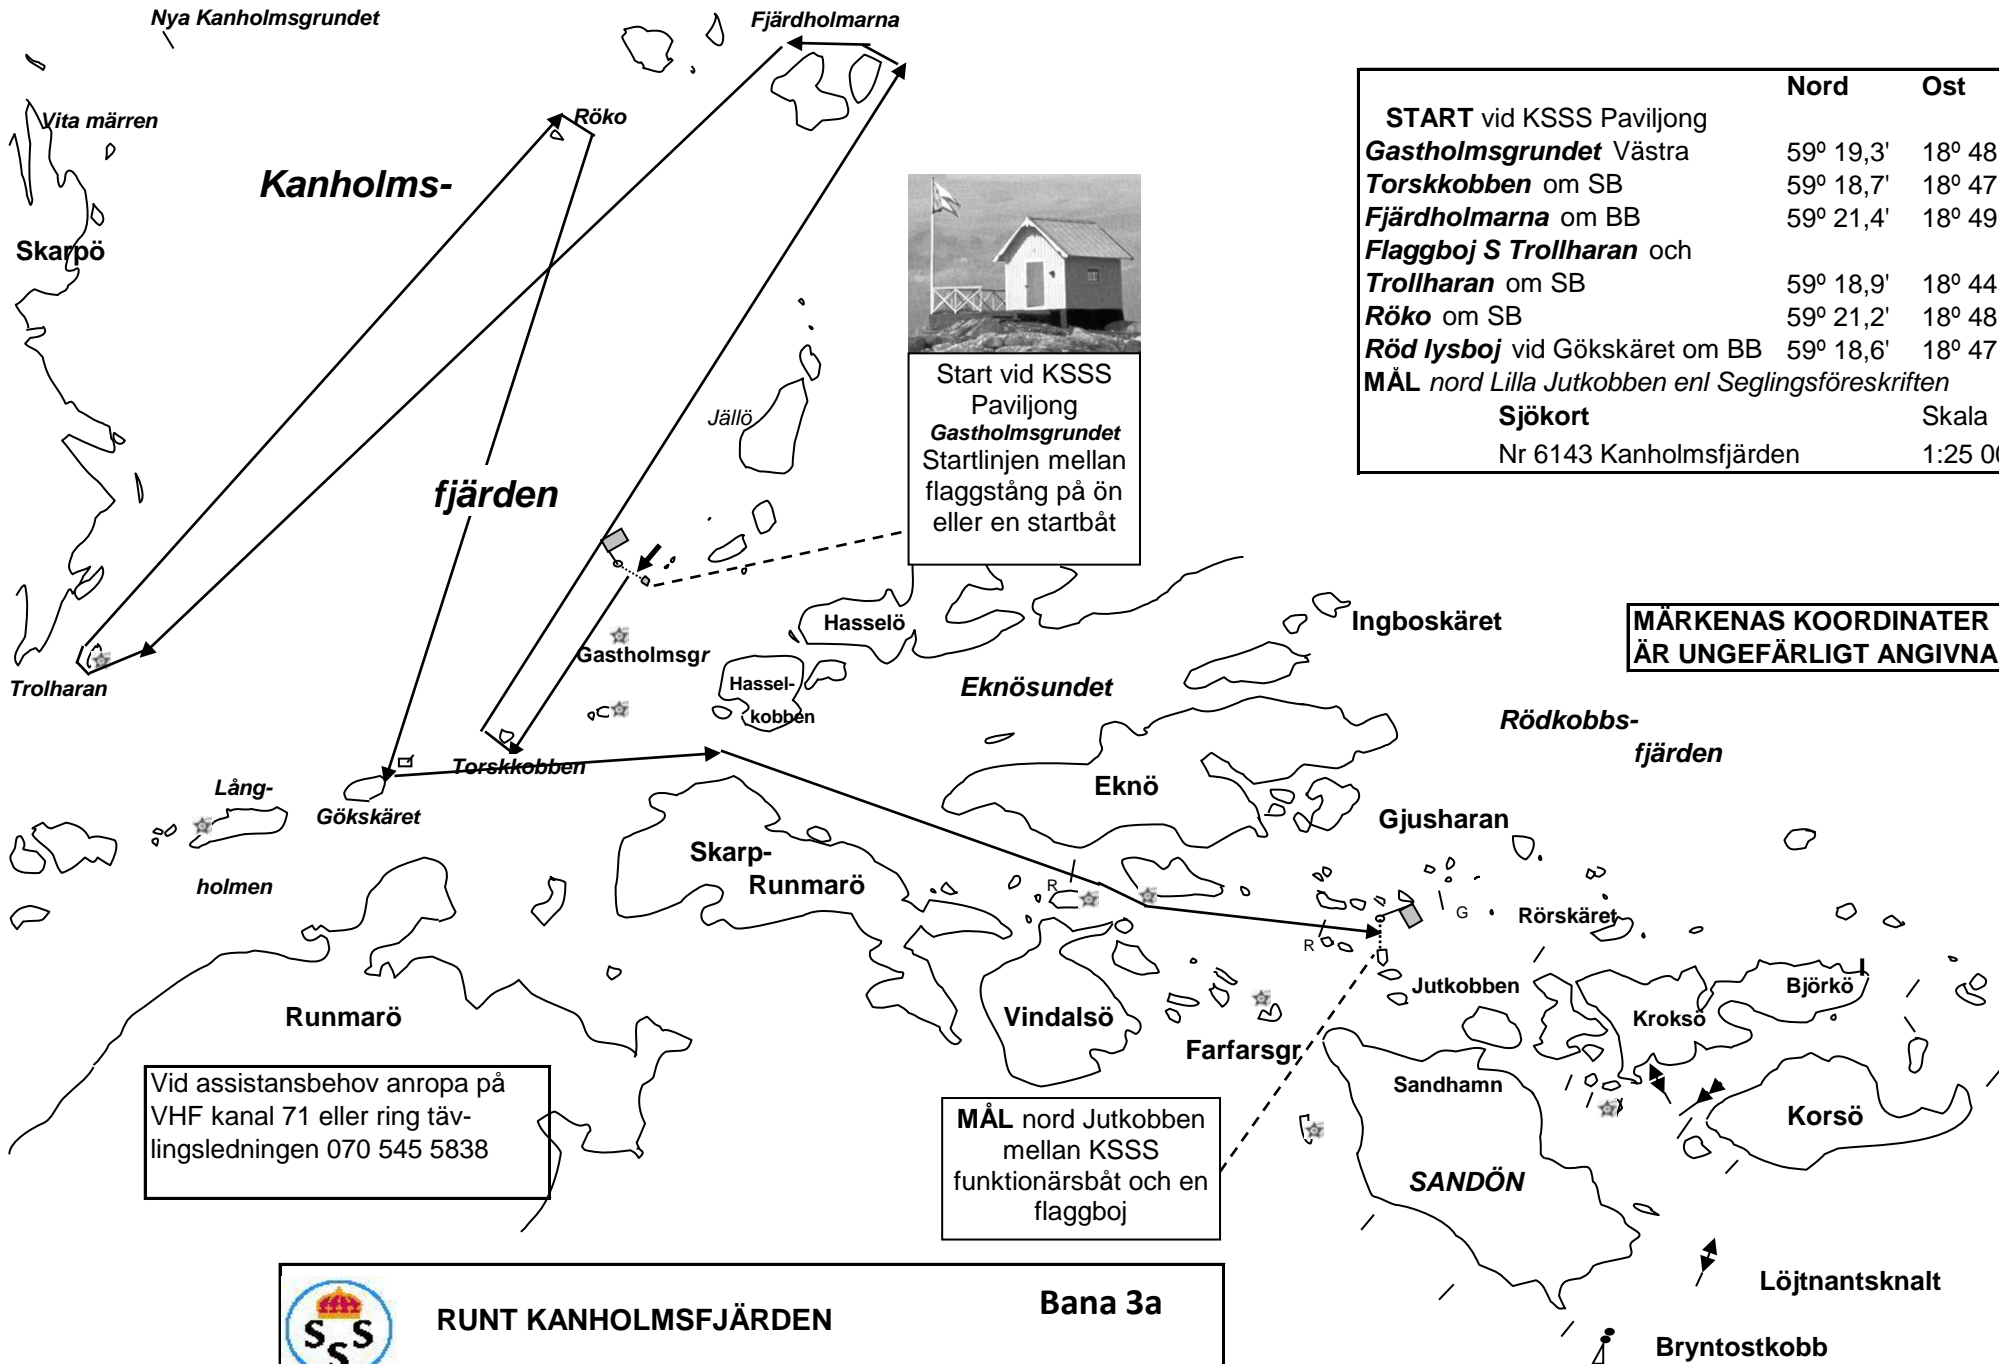 Nya Kanholmsgrundet
Fjärdholmarna
Vita märren
Röko
Kanholms-
Skarpö
Nord Ost
START vid KSSS Paviljong
Gastholmsgrundet Västra 59º 19,3' 18º 48
Torskkobben om SB 59º 18,7' 18º 47
Fjärdholmarna om BB 59º 21,4' 18º 49
Flaggboj S Trollharan och
Trollharan om SB 59º 18,9' 18º 44
Röko om SB 59º 21,2' 18º 48
Röd lysboj vid Gökskäret om BB 59º 18,6' 18º 47
MÅL nord Lilla Jutkobben enl Seglingsföreskriften
Sjökort Skala
Nr 6143 Kanholmsfjärden 1:25 00
Start vid KSSS
Paviljong
Gastholmsgrundet
Startlinjen mellan
flaggstång på ön
eller en startbåt
Jällö
fjärden
Hasselö
Ingboskäret
MÄRKENAS KOORDINATER
ÄR UNGEFÄRLIGT ANGIVNA
Gastholmsgr
Trolharan
Hassel-
kobben
Eknösundet
Rödkobbs-
fjärden
Torskkobben
Eknö
Lång-
Gökskäret
Gjusharan
Skarp-
Runmarö
holmen
R
G
Rörskäret
R
Jutkobben
Björkö
Runmarö
Vindalsö
Kroksö
Farfarsgr
Sandhamn
Korsö
Vid assistansbehov anropa på
VHF kanal 71 eller ring täv-
lingsledningen 070 545 5838
MÅL nord Jutkobben
mellan KSSS
funktionärsbåt och en
flaggboj
SANDÖN
Löjtnantsknalt
Bana 3a
RUNT KANHOLMSFJÄRDEN
S S
S
Bryntostkobb